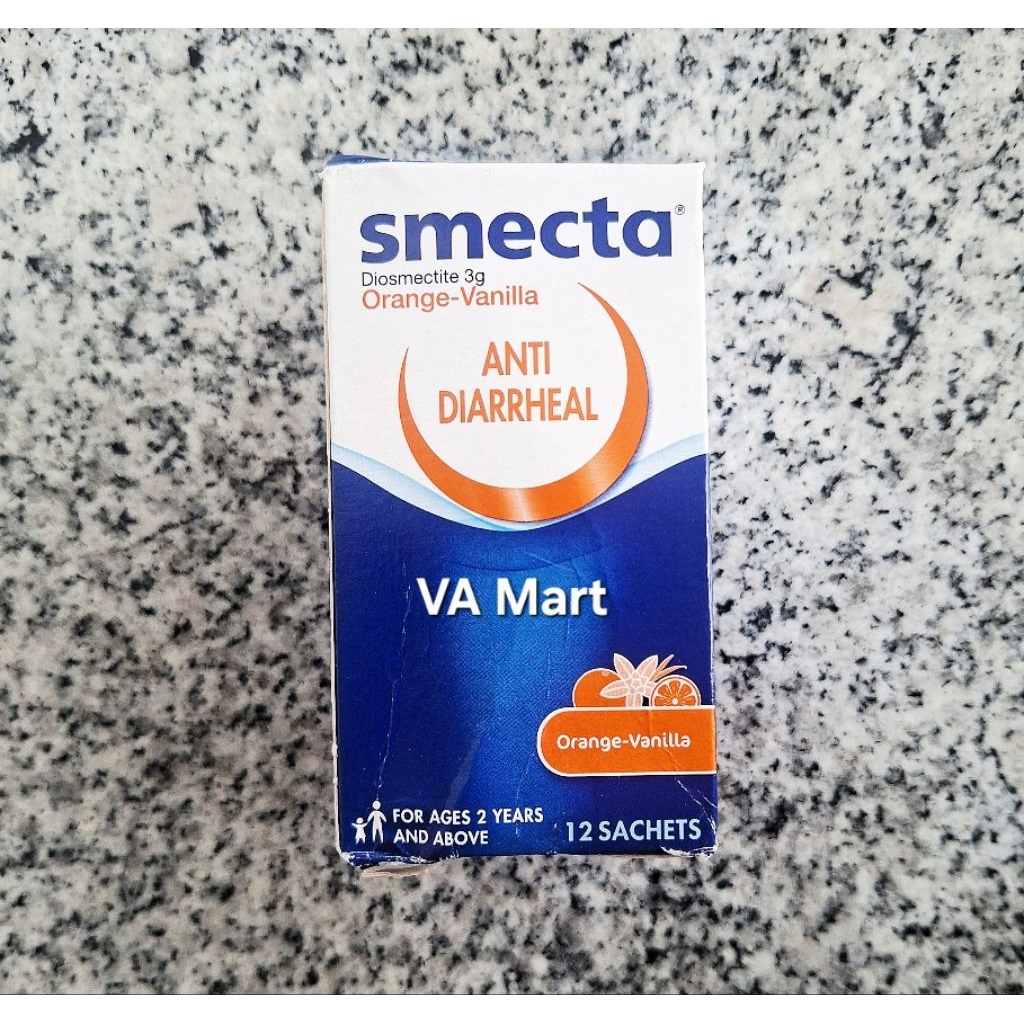 smecta®
Diosmectite 3g
Orange-Vanilla
ANTI
DIARRHEAL
VA Mart
Orange-Vanilla
FOR AGES 2 YEARS
AND ABOVE
12 SACHETS